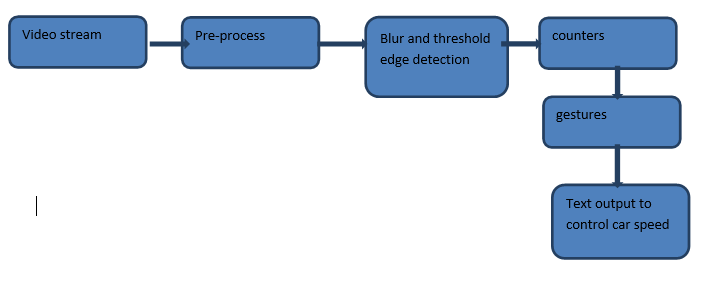 Video stream
Pre-process
Blur and threshold
edge detection
counters
gestures
Text output to
control car speed